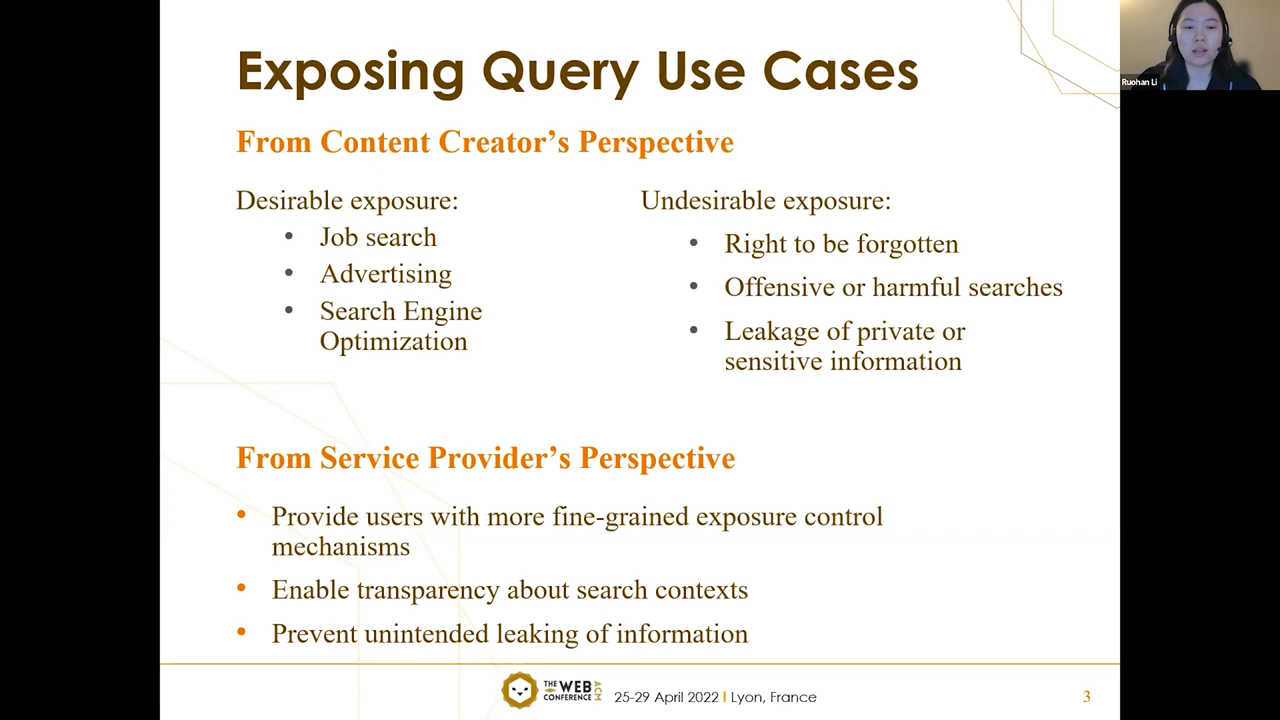 Exposing Query Use Cases
Ruohan Li
From Content Creator’s Perspective
Desirable exposure:
• Job search
• Advertising
• Search Engine
Optimization
Undesirable exposure:
• Right to be forgotten
• Offensive or harmful searches
• Leakage of private or
sensitive information
From Service Provider’s Perspective
• Provide users with more fine-grained exposure control
mechanisms
• Enable transparency about search contexts
• Prevent unintended leaking of information
THE WEB CONFERENCE ACM
25-29 April 2022 | Lyon, France
3